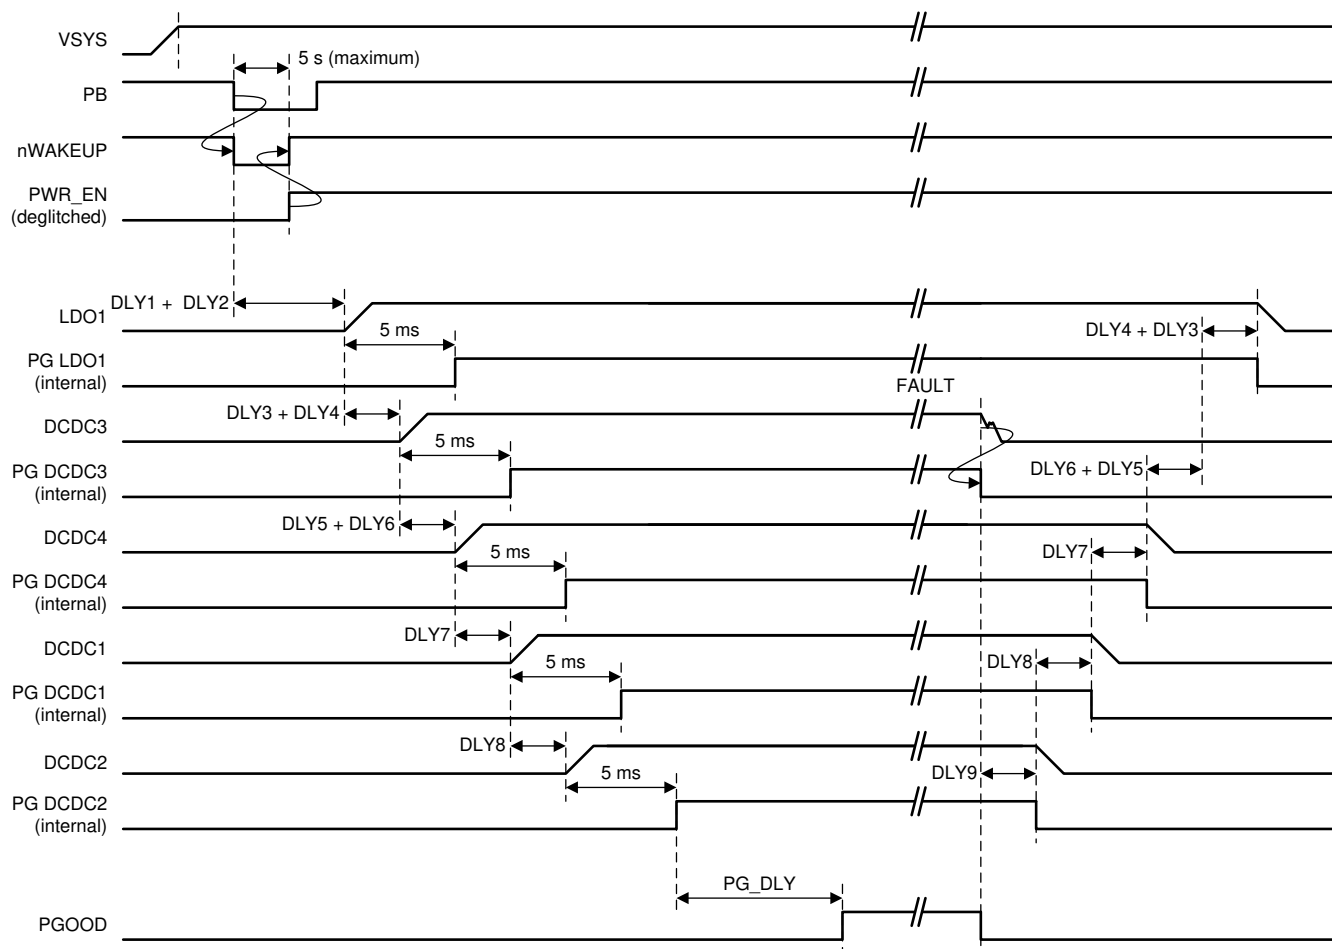 VSYS
5 s (maximum)
PB
nWAKEUP
PWR_EN
(deglitched)
DLY1 + DLY2
LDO1
5 ms
DLY4 + DLY3
PG LDO1
(internal)
FAULT
DLY3 + DLY4
DCDC3
5 ms
PG DCDC3
(internal)
DLY6 + DLY5
DLY5 + DLY6
DCDC4
5 ms
DLY7
PG DCDC4
(internal)
DLY7
DCDC1
5 ms
DLY8
PG DCDC1
(internal)
DLY8
DCDC2
5 ms
DLY9
PG DCDC2
(internal)
PG_DLY
PGOOD